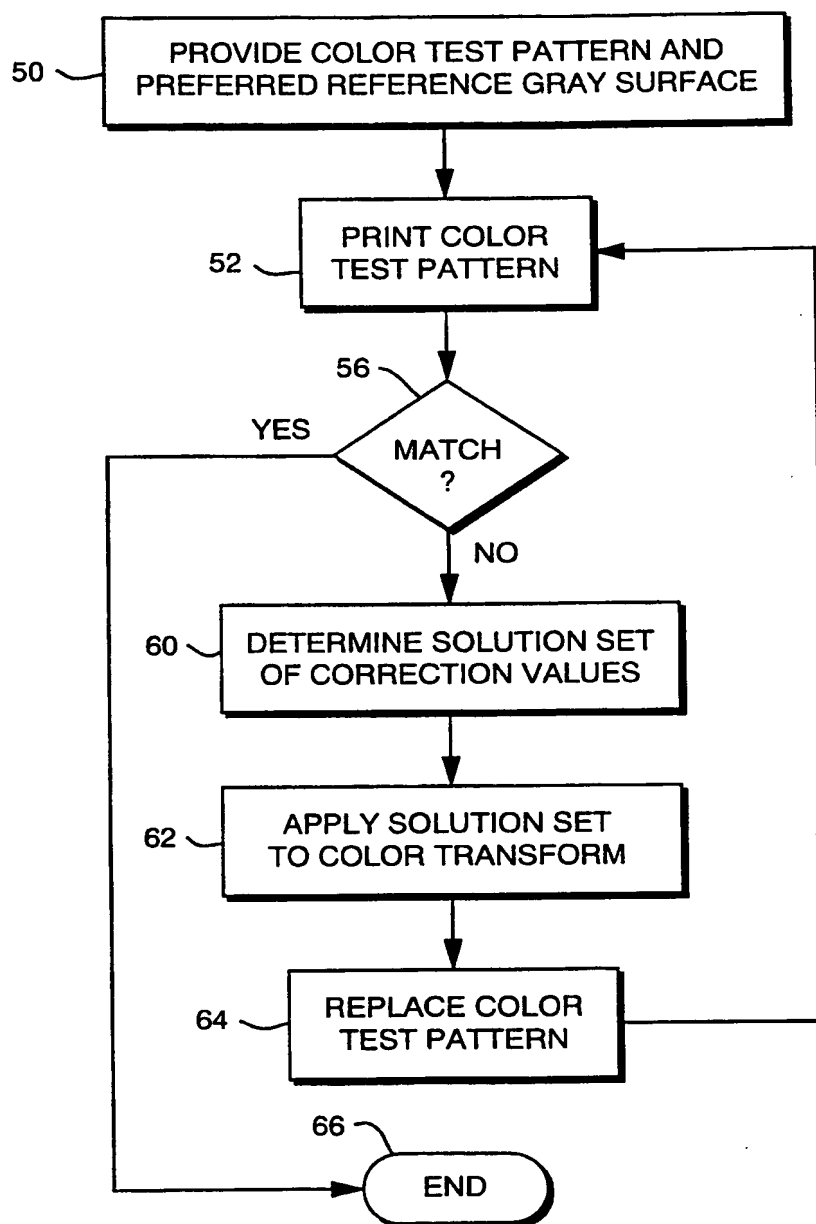 50
PROVIDE COLOR TEST PATTERN AND
PREFERRED REFERENCE GRAY SURFACE
52
PRINT COLOR
TEST PATTERN
56
YES
MATCH
?
NO
60
DETERMINE SOLUTION SET
OF CORRECTION VALUES
62
APPLY SOLUTION SET
TO COLOR TRANSFORM
64
REPLACE COLOR
TEST PATTERN
66
END